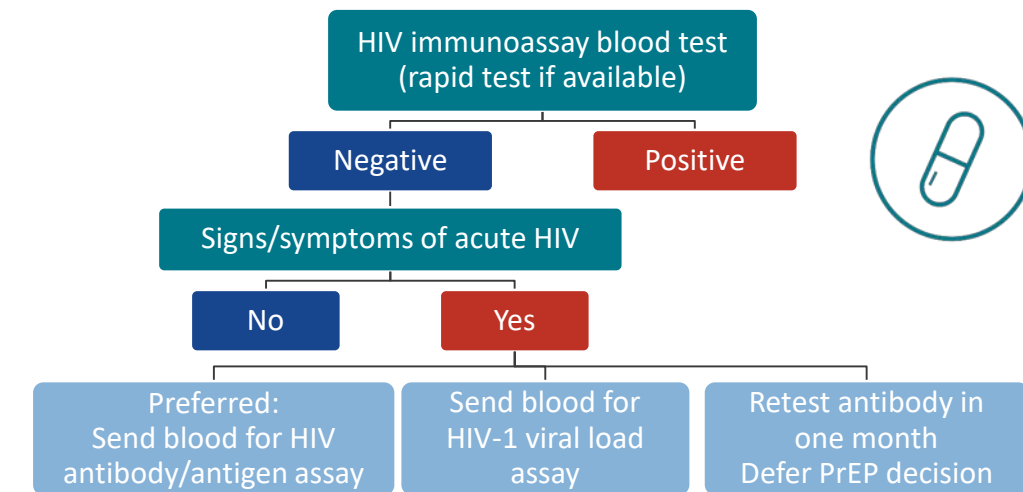 HIV immunoassay blood test
(rapid test if available)
Negative
Positive
Signs/symptoms of acute HIV
No
Yes
Preferred:
Send blood for HIV
antibody/antigen assay
Send blood for
HIV-1 viral load
assay
Retest antibody in
one month
Defer PrEP decision